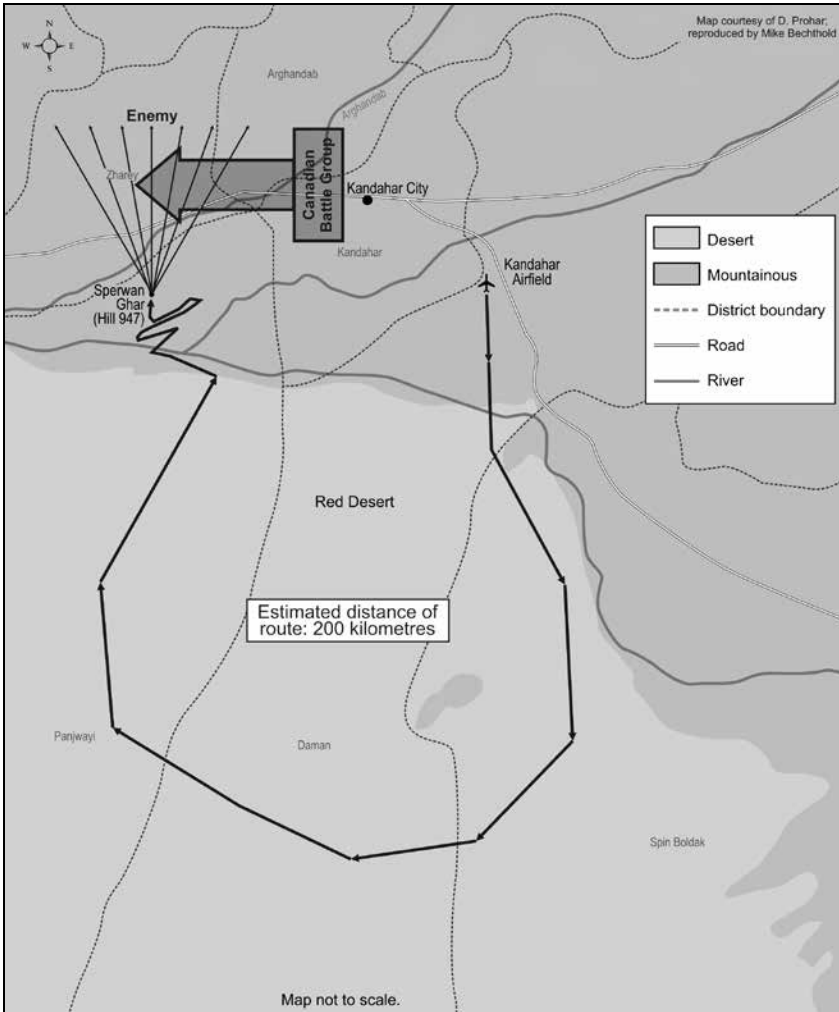 Map courtesy of D. Prohar;
reproduced by Mike Bechthold
N
W
E
S
Arghandab
Enemy
Arghandab
Zharey
Canadian
Battle Group
Kandahar City
Kandahar
Desert
Mountainous
District boundary
Road
River
Kandahar
Airfield
Sperwan
Ghar
(Hill 947)
Red Desert
Estimated distance of
route: 200 kilometres
Panjwayi
Daman
Spin Boldak
Map not to scale.